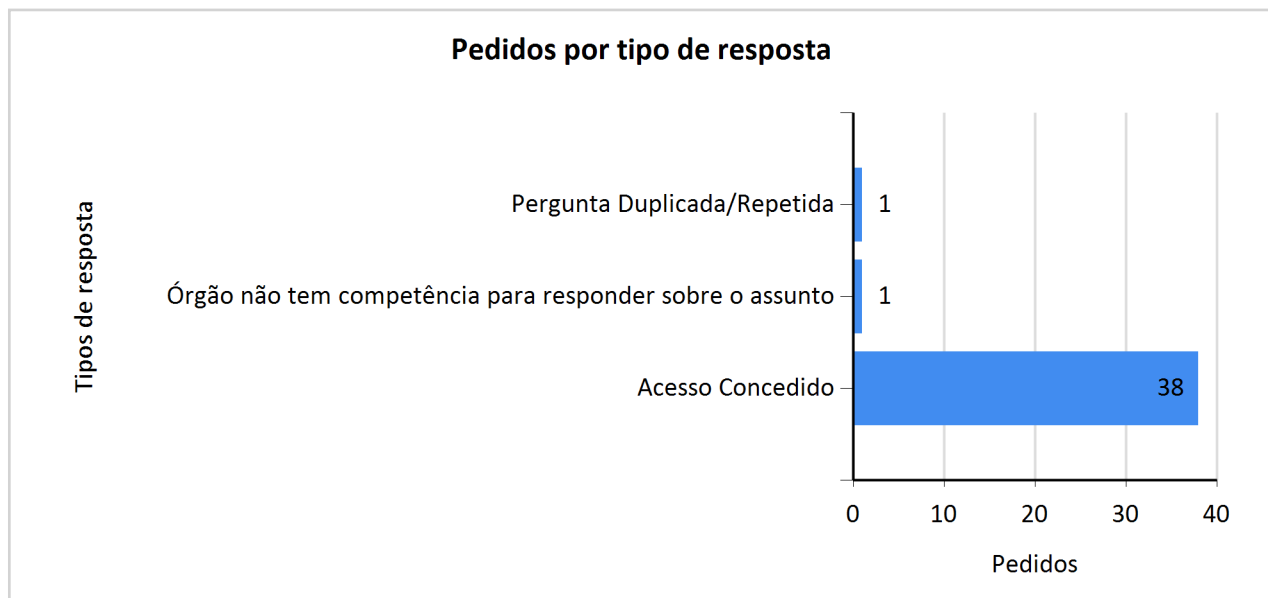 Pedidos por tipo de resposta
Tipos de resposta
Pergunta Duplicada/Repetida
1
Órgão não tem competência para responder sobre o assunto
1
Acesso Concedido
38
0 10 20 30 40
Pedidos